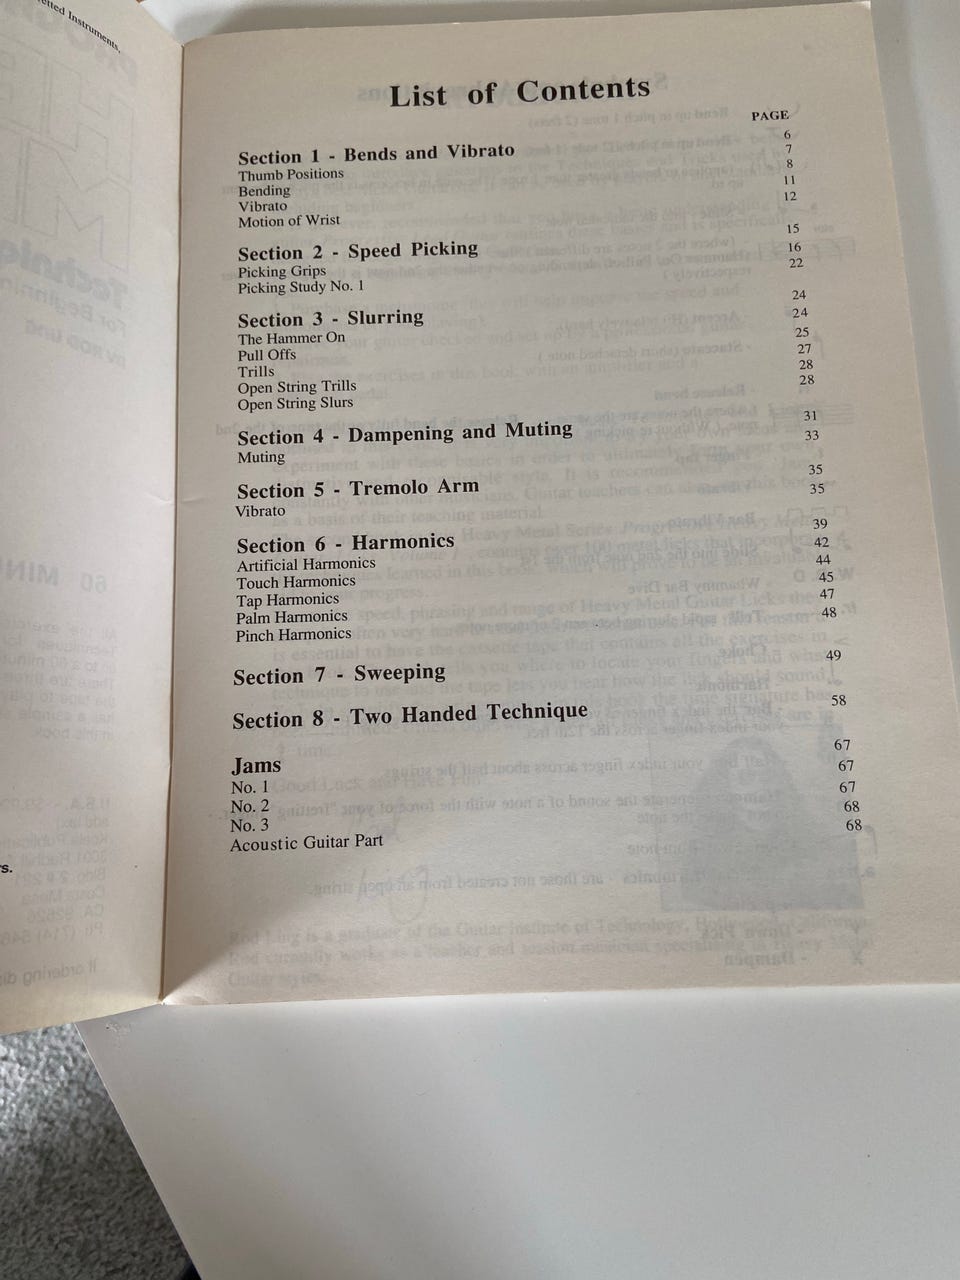 Instruments,
List of Contents
PAGE
Section 1 - Bends and Vibrato 6
Thumb Positions 7
Bending 8
Vibrato 11
Motion of Wrist 12
Section 2 - Speed Picking 15
Picking Grips 16
Picking Study No. 1 22
Section 3 - Slurring 24
The Hammer On 24
Pull Offs 25
Trills 27
Open String Trills 28
Open String Slurs 28
Section 4 - Dampening and Muting 31
Muting 33
Section 5 - Tremolo Arm 35
Vibrato 35
Section 6 - Harmonics 39
Artificial Harmonics 42
Touch Harmonics 44
Tap Harmonics 45
Palm Harmonics 47
Pinch Harmonics 48
Section 7 - Sweeping 49
Section 8 - Two Handed Technique 58
Jams 67
No. 1 67
No. 2 67
No. 3 68
Acoustic Guitar Part 68